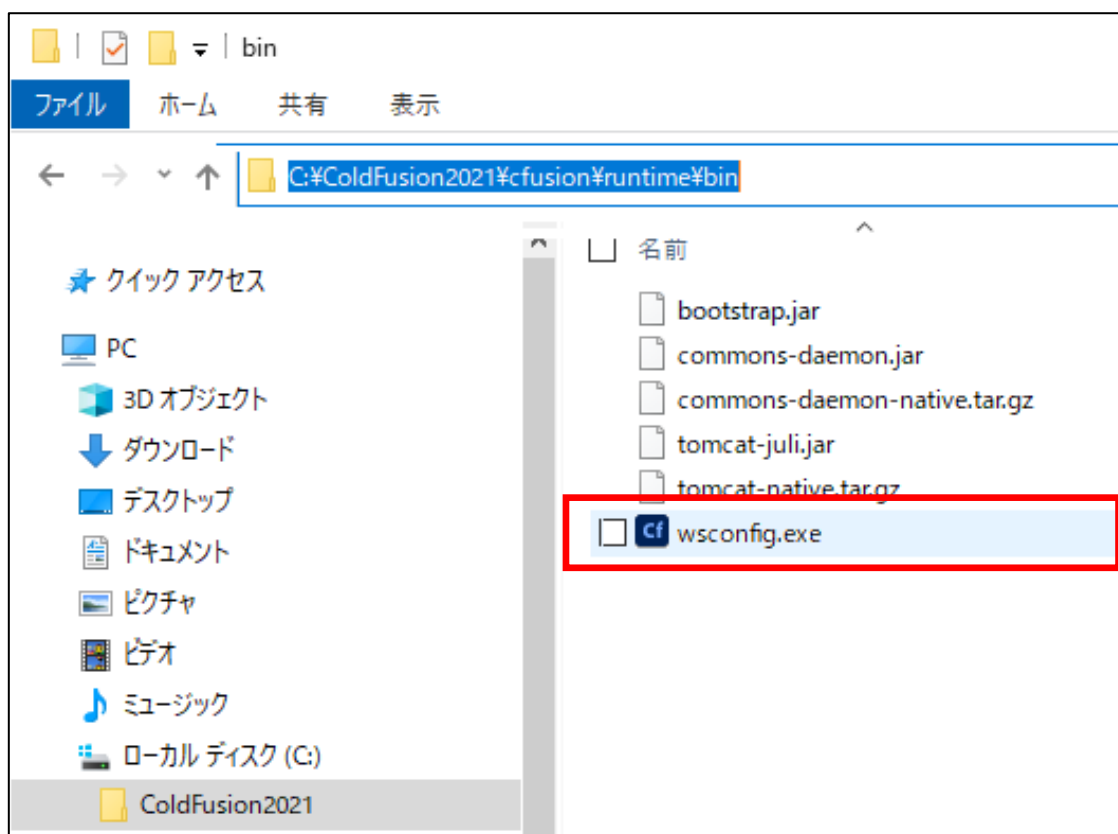 bin
ファイル ホーム 共有 表示
C:¥ColdFusion2021¥cfusion¥runtime¥bin
クイック アクセス
PC
3D オブジェクト
ダウンロード
デスクトップ
ドキュメント
ピクチャ
ビデオ
ミュージック
ローカル ディスク (C:)
ColdFusion2021
名前
bootstrap.jar
commons-daemon.jar
commons-daemon-native.tar.gz
tomcat-juli.jar
tomcat-native.tar.gz
Cf wsconfig.exe